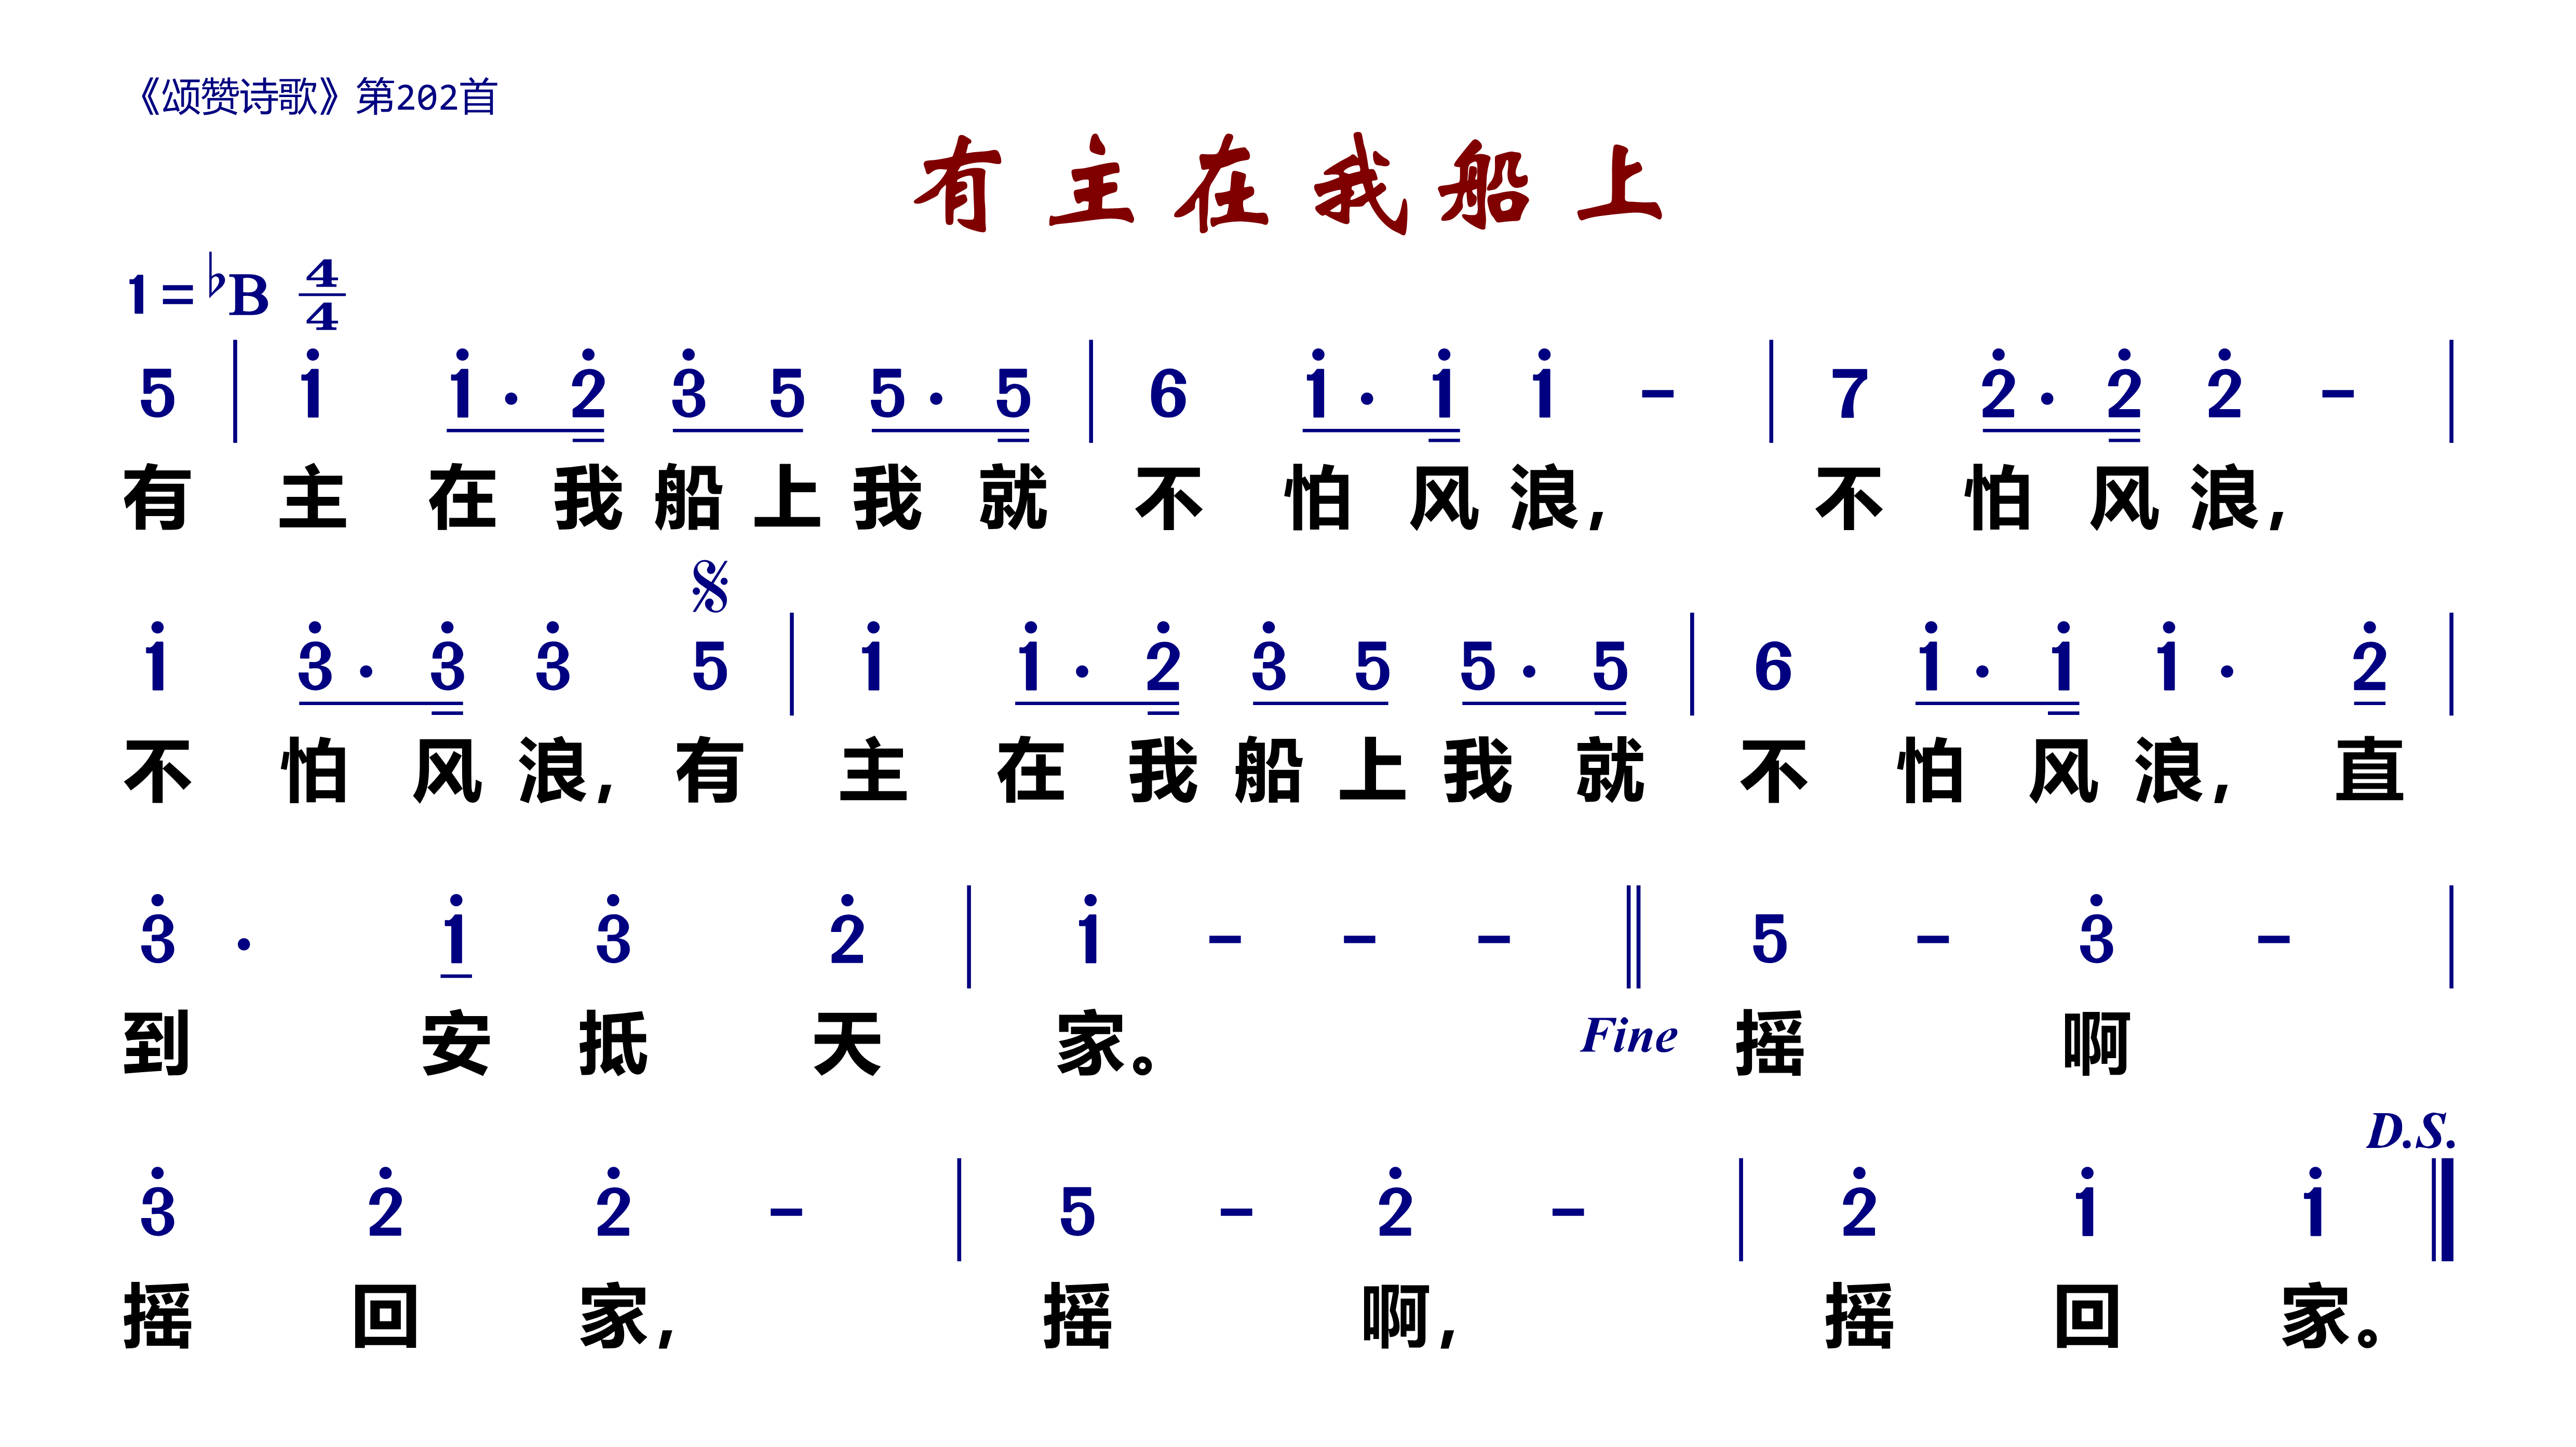 《颂赞诗歌》第202首
有主在我船上
1=♭B 4/4
5 | i i · 2̇ 3̇ 5 5 · 5 | 6 i · i i – | 7 2̇ · 2̇ 2̇ – |
有主在我船上我就不怕风浪，不怕风浪，
𝄋
i 3̇ · 3̇ 3̇ 5 | i i · 2̇ 3̇ 5 5 · 5 | 6 i · i i · 2̇ |
不怕风浪，有主在我船上我就不怕风浪，直
3̇ · i 3̇ 2̇ | i – – – ‖ 5 – 3̇ – |
到安抵天家。 Fine 摇啊
D.S.
3̇ 2̇ 2̇ – | 5 – 2̇ – | 2̇ i i ‖
摇回家，摇啊，摇回家。